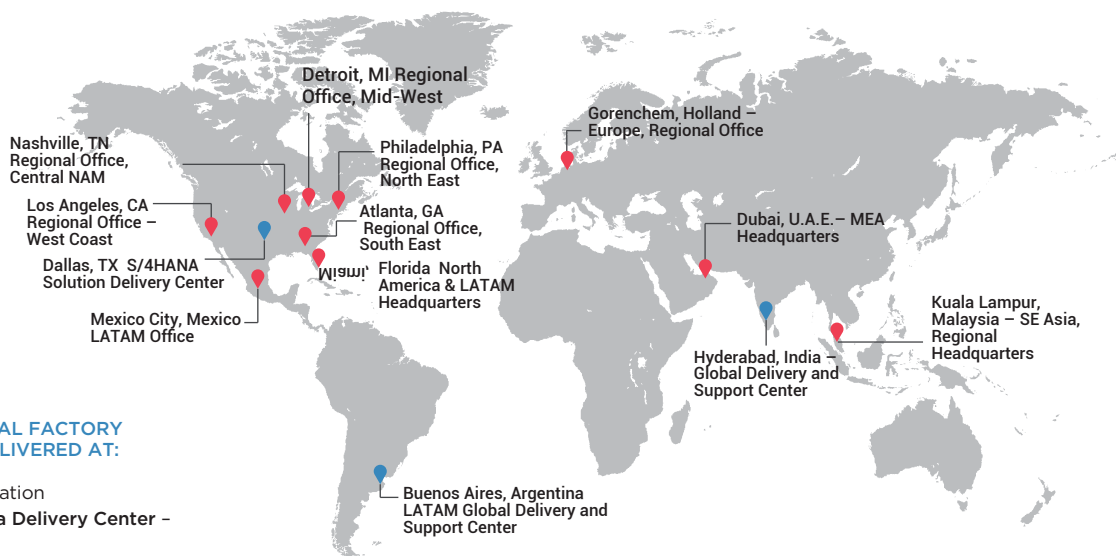 Detroit, MI Regional
Office, Mid-West
Gorenchem, Holland –
Europe, Regional Office
Nashville, TN
Regional Office,
Central NAM
Philadelphia, PA
Regional Office,
North East
Los Angeles, CA
Regional Office –
West Coast
Atlanta, GA
Regional Office,
South East
Dubai, U.A.E.– MEA
Headquarters
Dallas, TX S/4HANA
Solution Delivery Center
Miami, Florida North
America & LATAM
Headquarters
Mexico City, Mexico
LATAM Office
Kuala Lampur,
Malaysia – SE Asia,
Regional
Headquarters
Hyderabad, India –
Global Delivery and
Support Center
AL FACTORY
LIVERED AT:
ation
a Delivery Center –
Buenos Aires, Argentina
LATAM Global Delivery and
Support Center